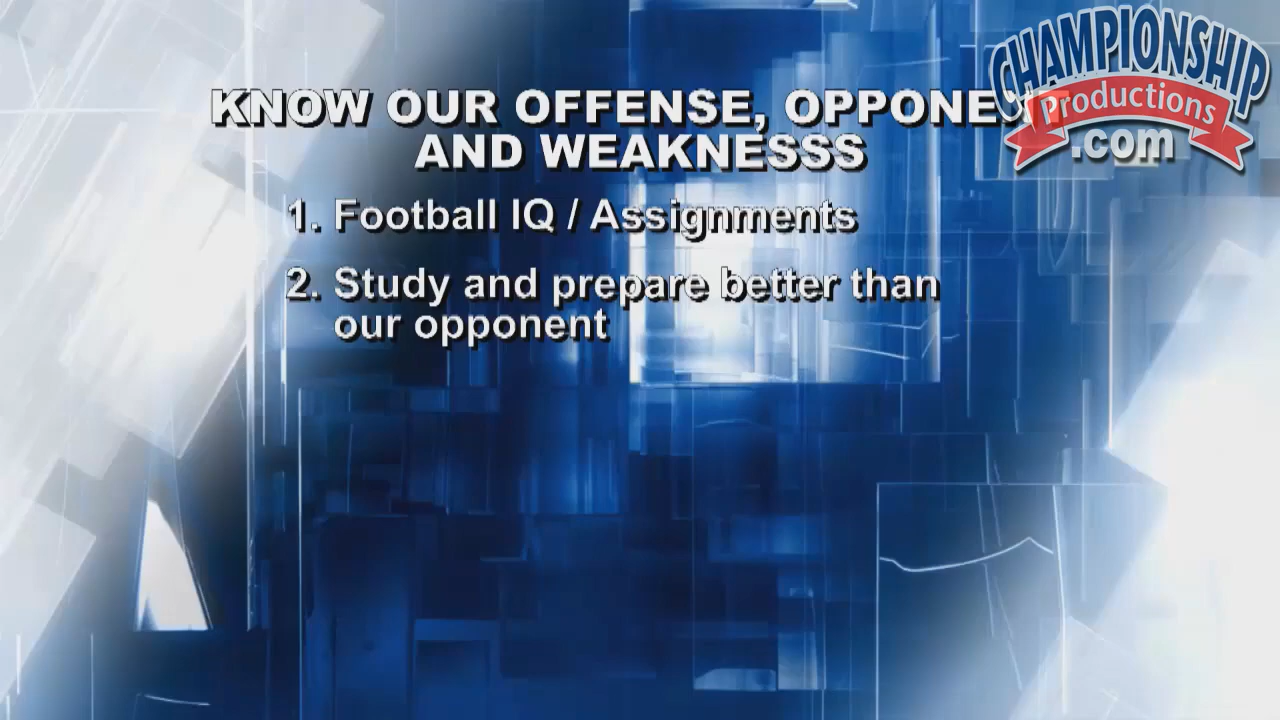 KNOW OUR OFFENSE,
AND WEAKNESSS
1. Football IQ / Assignments
2. Study and prepare better than
our opponent
CHAMPIONSHIP
Productions
.com